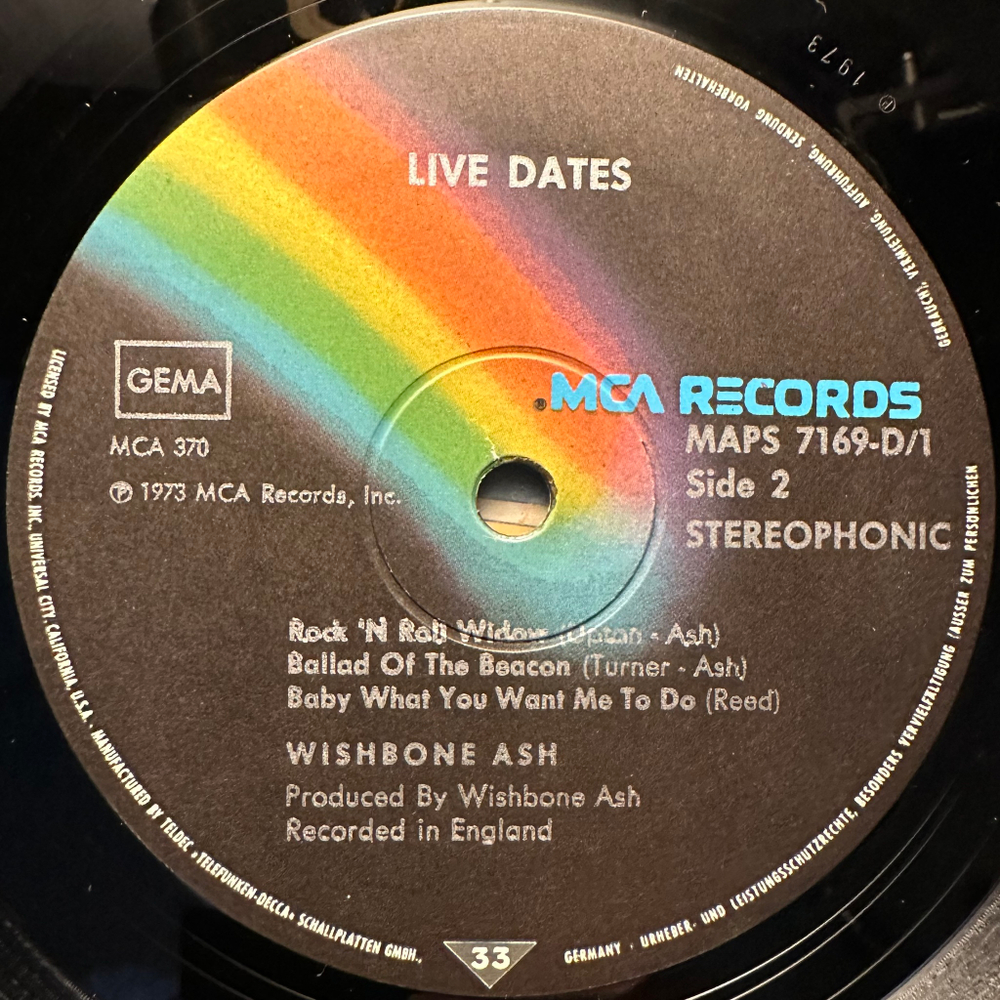 ℗ 1973
LIVE DATES
GEMA
MCA 370
℗ 1973 MCA Records, Inc.
®MCA RECORDS
MAPS 7169-D/1
Side 2
STEREOPHONIC
Rock 'N Roll Widow (Upton - Ash)
Ballad Of The Beacon (Turner - Ash)
Baby What You Want Me To Do (Reed)
WISHBONE ASH
Produced By Wishbone Ash
Recorded in England
33
LICENSED BY MCA RECORDS, INC., UNIVERSAL CITY, CALIFORNIA, U.S.A. · MANUFACTURED BY TELDEC »TELEFUNKEN-DECCA« SCHALLPLATTEN GMBH., GERMANY · URHEBER- UND LEISTUNGSSCHUTZRECHTE, BESONDERS VERVIELFÄLTIGUNG (AUSSER ZUM PERSÖNLICHEN GEBRAUCH), VERMIETUNG, AUFFÜHRUNG, SENDUNG VORBEHALTEN